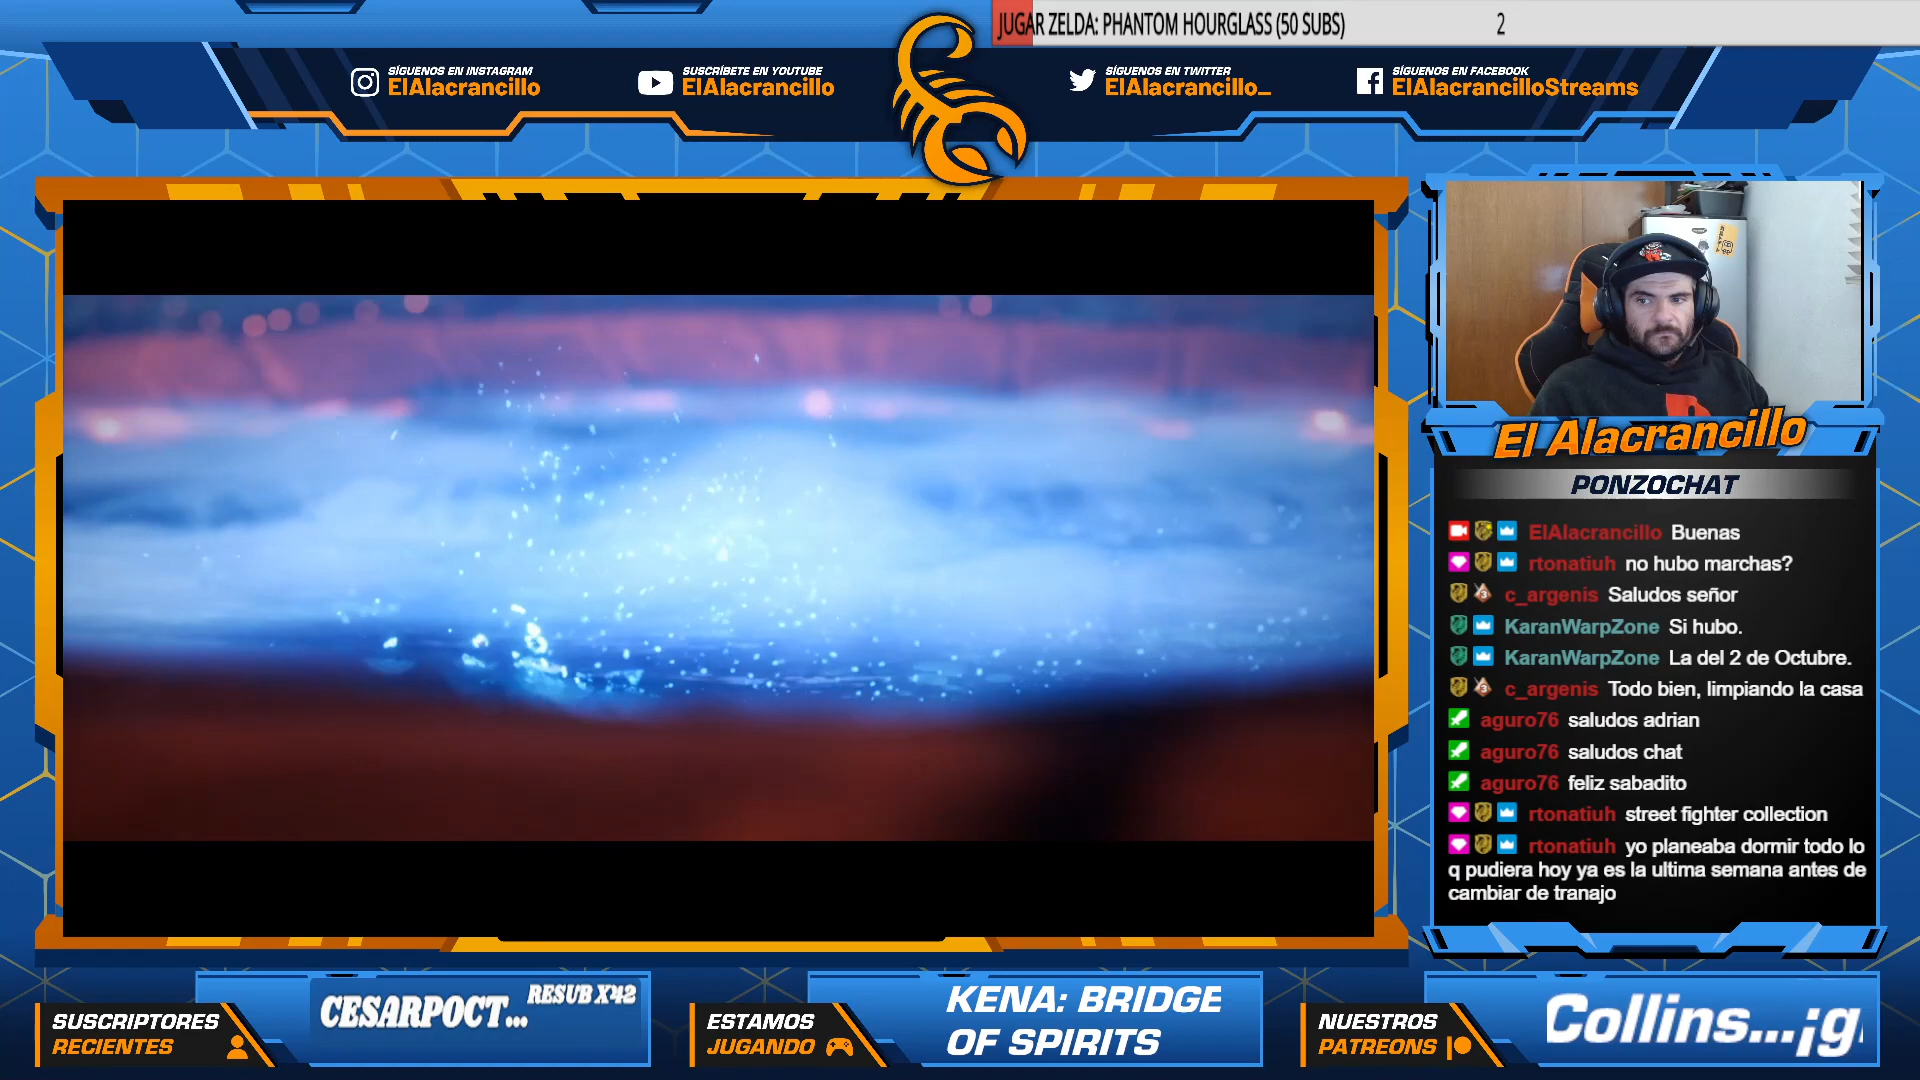 JUGAR ZELDA: PHANTOM HOURGLASS (50 SUBS) 2
SÍGUENOS EN INSTAGRAM
ElAlacrancillo
SUSCRÍBETE EN YOUTUBE
ElAlacrancillo
SÍGUENOS EN TWITTER
ElAlacrancillo_
SÍGUENOS EN FACEBOOK
ElAlacrancilloStreams
El Alacrancillo
PONZOCHAT
ElAlacrancillo Buenas
rtonatiuh no hubo marchas?
c_argenis Saludos señor
KaranWarpZone Si hubo.
KaranWarpZone La del 2 de Octubre.
c_argenis Todo bien, limpiando la casa
aguro76 saludos adrian
aguro76 saludos chat
aguro76 feliz sabadito
rtonatiuh street fighter collection
rtonatiuh yo planeaba dormir todo lo
q pudiera hoy ya es la ultima semana antes de
cambiar de tranajo
SUSCRIPTORES
RECIENTES
CESARPOCT... RESUB X42
ESTAMOS
JUGANDO
KENA: BRIDGE
OF SPIRITS
NUESTROS
PATREONS
Collins...¡g